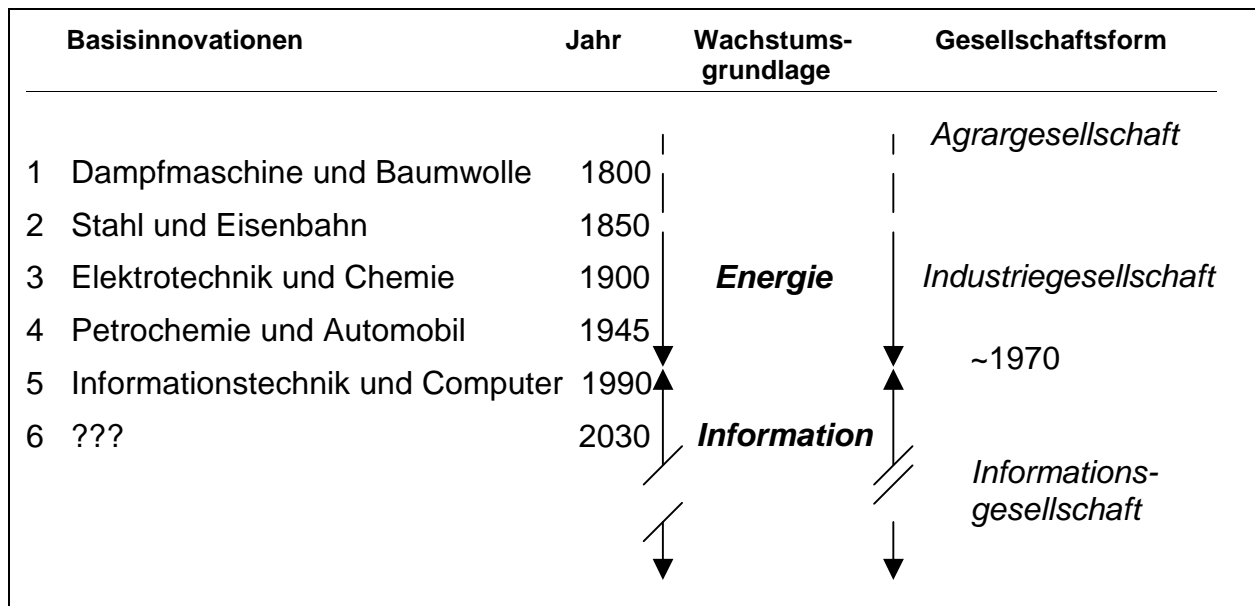 Basisinnovationen Jahr Wachstums- Gesellschaftsform
grundlage
Agrargesellschaft
1 Dampfmaschine und Baumwolle 1800
2 Stahl und Eisenbahn 1850
3 Elektrotechnik und Chemie 1900 Energie Industriegesellschaft
4 Petrochemie und Automobil 1945
~1970
5 Informationstechnik und Computer 1990
6 ??? 2030 Information
Informations-
gesellschaft